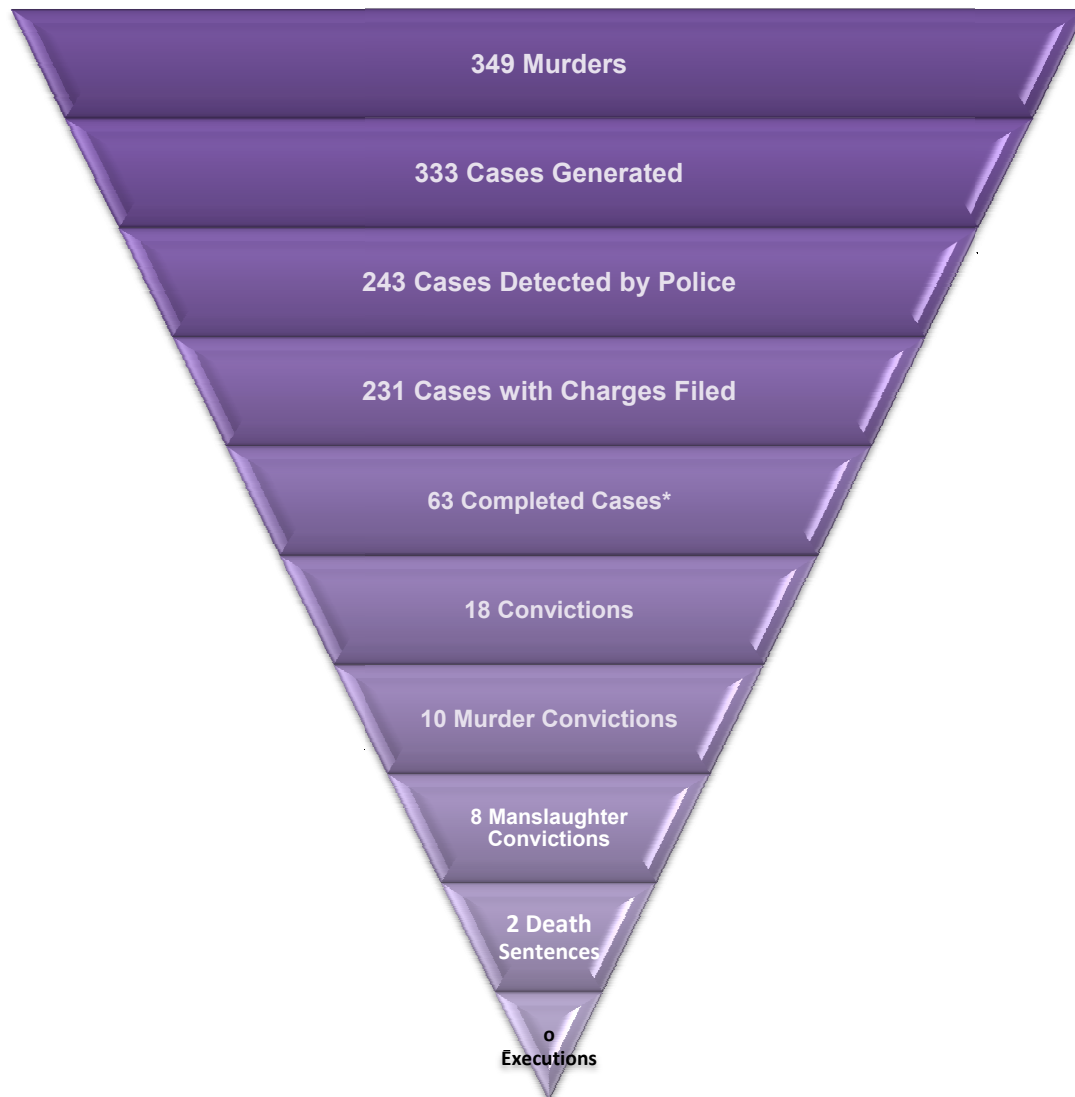 349 Murders
333 Cases Generated
243 Cases Detected by Police
231 Cases with Charges Filed
63 Completed Cases*
18 Convictions
10 Murder Convictions
8 Manslaughter
Convictions
2 Death
Sentences
0
Executions